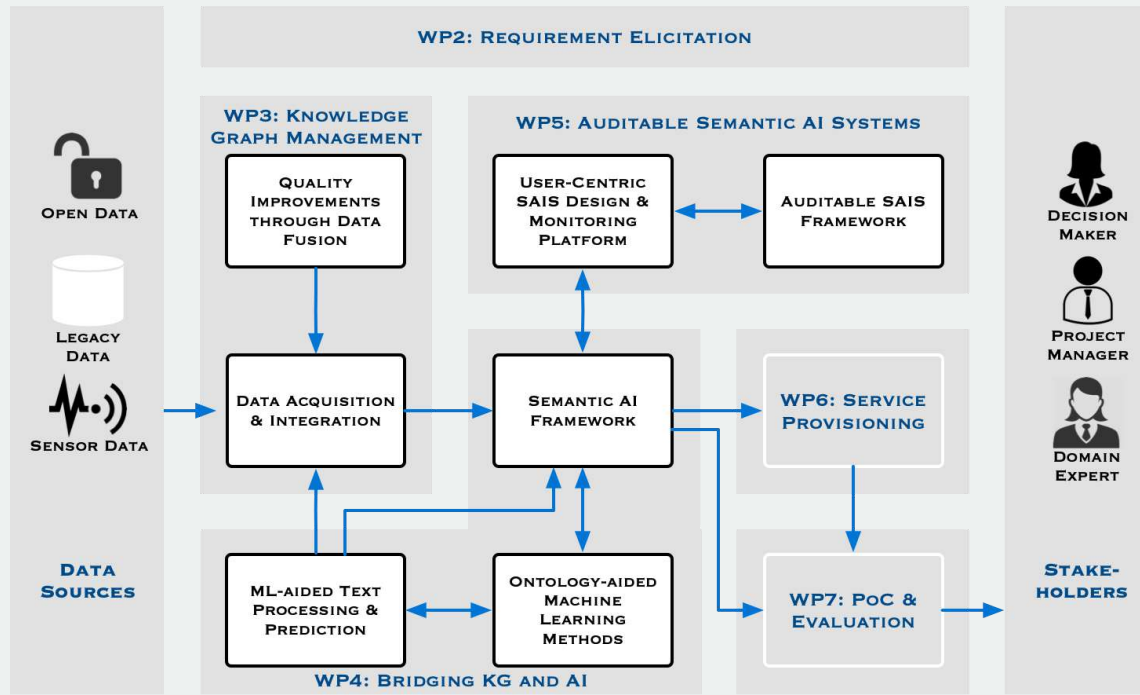 WP2: Requirement Elicitation
Open Data
Legacy
Data
Sensor Data
Data
Sources
WP3: Knowledge
Graph Management
Quality
Improvements
through Data
Fusion
Data Acquisition
& Integration
WP5: Auditable Semantic AI Systems
User-Centric
SAIS Design &
Monitoring
Platform
Auditable SAIS
Framework
Semantic AI
Framework
WP6: Service
Provisioning
ML-aided Text
Processing &
Prediction
Ontology-aided
Machine
Learning
Methods
WP4: Bridging KG and AI
WP7: PoC &
Evaluation
Decision
Maker
Project
Manager
Domain
Expert
Stake-
holders